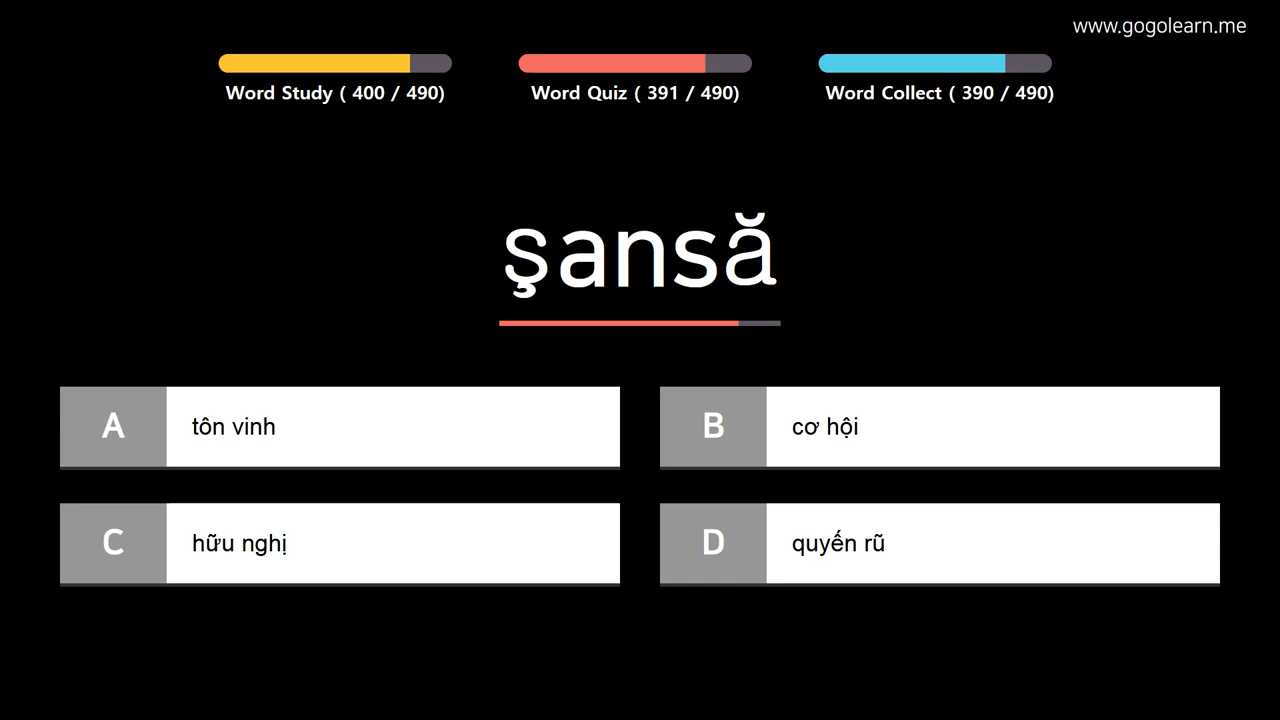 www.gogolearn.me
Word Study ( 400 / 490)
Word Quiz ( 391 / 490)
Word Collect ( 390 / 490)
şansă
A tôn vinh
B cơ hội
C hữu nghị
D quyến rũ